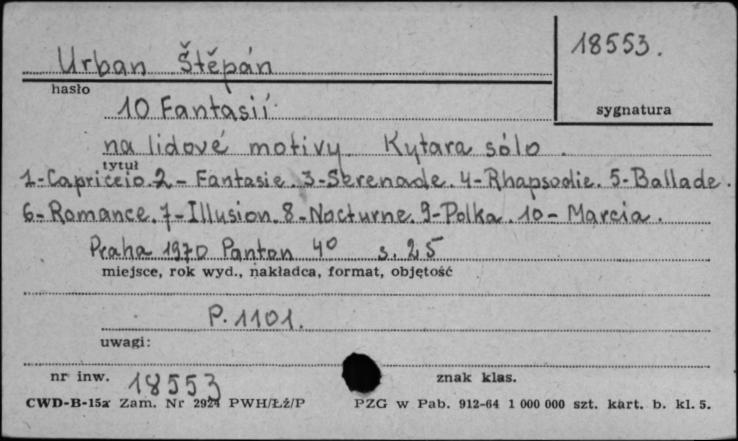 Urban Štěpán
18553.
hasło
10 Fantasií
sygnatura
na lidové motivy. Kytara sólo.
tytuł
1-Capriccio. 2-Fantasie. 3-Serenade. 4-Rhapsodie. 5-Ballade.
6-Romance. 7-Illusion. 8-Nocturne. 9-Polka. 10-Marcia.
Praha 1970 Panton 4° s. 25
miejsce, rok wyd., nakładca, format, objętość
P. 1101.
uwagi:
nr inw. 18553
znak klas.
CWD-B-15a Zam. Nr 2924 PWH/Łź/P PZG w Pab. 912-64 1 000 000 szt. kart. b. kl. 5.